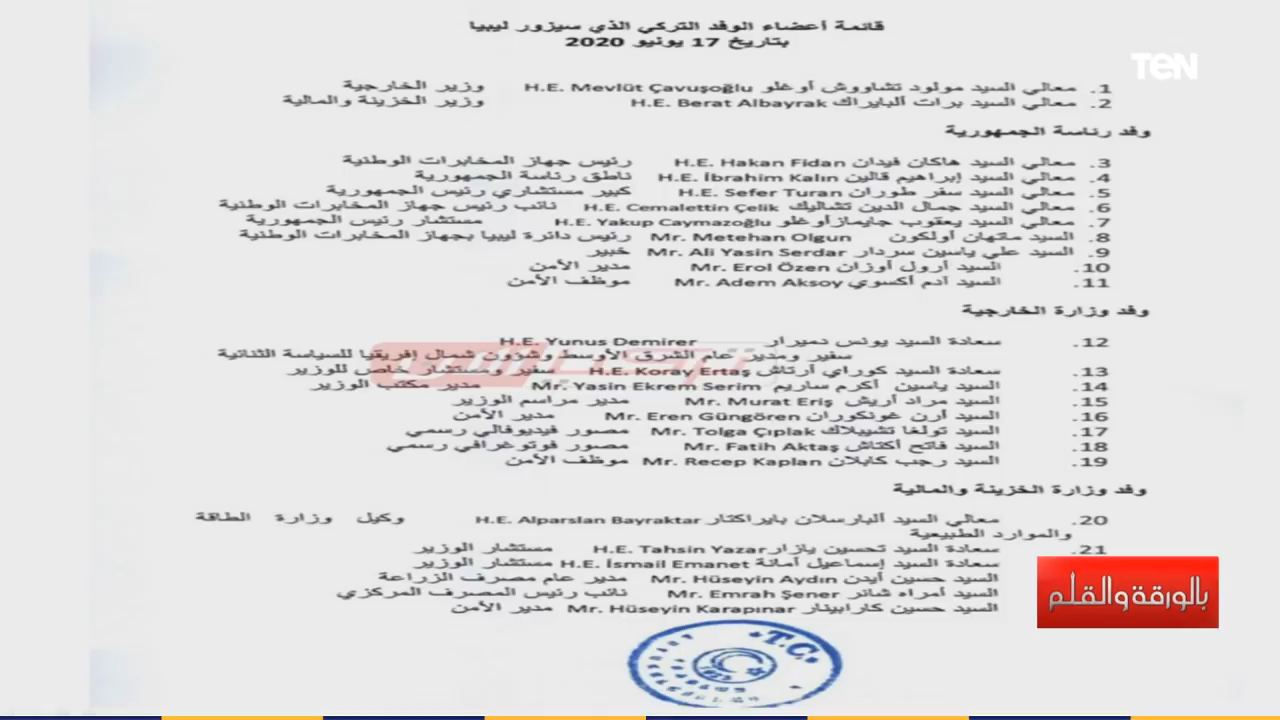 قائمة أعضاء الوفد التركي الذي سيزور ليبيا
بتاريخ 17 يونيو 2020
TEN
1. معالي السيد مولود تشاووش أوغلو H.E. Mevlüt Çavuşoğlu وزير الخارجية
2. معالي السيد برات ألبايراك H.E. Berat Albayrak وزير الخزينة والمالية
وفد رئاسة الجمهورية
3. معالي السيد هاكان فيدان H.E. Hakan Fidan رئيس جهاز المخابرات الوطنية
4. معالي السيد إبراهيم قالين H.E. İbrahim Kalın ناطق رئاسة الجمهورية
5. معالي السيد سفر طوران H.E. Sefer Turan كبير مستشاري رئيس الجمهورية
6. معالي السيد جمال الدين تشاليك H.E. Cemalettin Çelik نائب رئيس جهاز المخابرات الوطنية
7. معالي السيد يعقوب جايمازأوغلو H.E. Yakup Caymazoğlu مستشار رئيس الجمهورية
8. السيد ماتهان أولكون Mr. Metehan Olgun رئيس دائرة ليبيا بجهاز المخابرات الوطنية
9. السيد علي ياسين سردار Mr. Ali Yasin Serdar خبير
10. السيد أرول أوزان Mr. Erol Özen مدير الأمن
11. السيد آدم أكسوي Mr. Adem Aksoy موظف الأمن
وفد وزارة الخارجية
12. سعادة السيد يونس دميرار H.E. Yunus Demirer
سفير ومدير عام الشرق الأوسط وشؤون شمال إفريقيا للسياسة الثنائية
13. سعادة السيد كوراي أرتاش H.E. Koray Ertaş سفير ومستشار خاص للوزير
14. السيد ياسين أكرم ساريم Mr. Yasin Ekrem Serim مدير مكتب الوزير
15. السيد مراد أريش Mr. Murat Eriş مدير مراسم الوزير
16. السيد أرن غونكوران Mr. Eren Güngören مدير الأمن
17. السيد تولغا تشيبلاك Mr. Tolga Çıplak مصور فيديوفالي رسمي
18. السيد فاتح أكتاش Mr. Fatih Aktaş مصور فوتوغرافي رسمي
19. السيد رجب كابلان Mr. Recep Kaplan موظف الأمن
وفد وزارة الخزينة والمالية
20. معالي السيد ألبارسلان بايراكتار H.E. Alparslan Bayraktar وكيل وزارة الطاقة
والموارد الطبيعية
21. سعادة السيد تحسين يازار H.E. Tahsin Yazar مستشار الوزير
سعادة السيد إسماعيل أمانة H.E. İsmail Emanet مستشار الوزير
السيد حسين آيدن Mr. Hüseyin Aydın مدير عام مصرف الزراعة
السيد أمراه شانر Mr. Emrah Şener نائب رئيس المصرف المركزي
السيد حسين كارابينار Mr. Hüseyin Karapınar مدير الأمن
بالورقة والقلم
T.C.